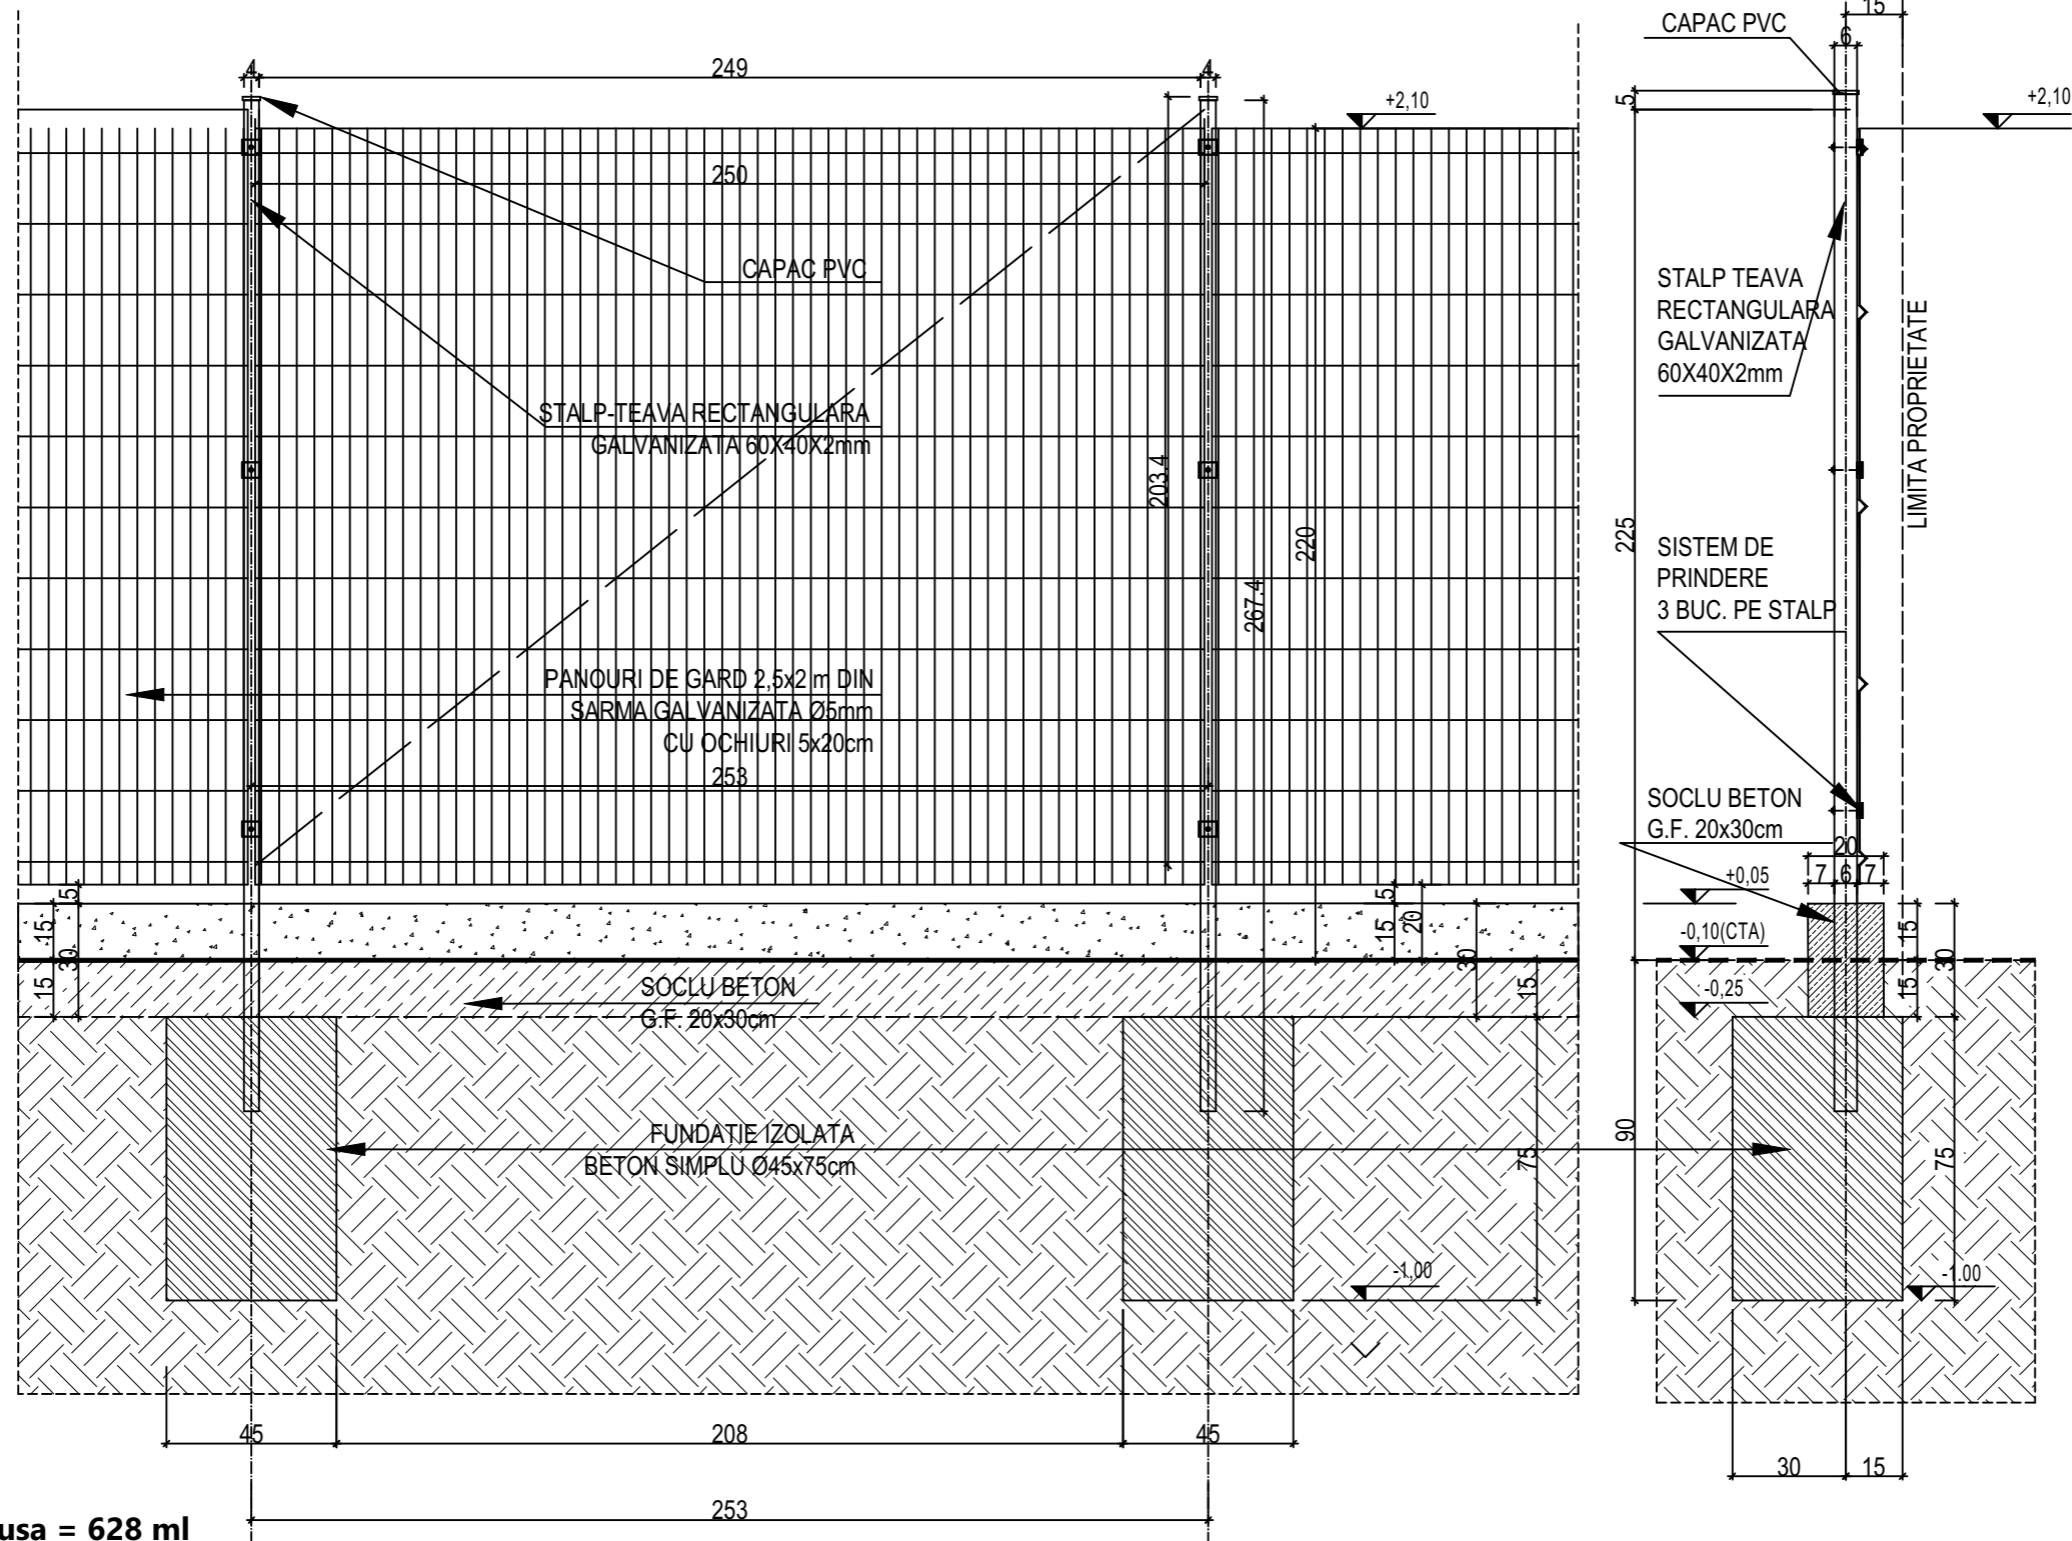 4
249
4
+2,10
250
CAPAC PVC
STALP-TEAVA RECTANGULARA
GALVANIZATA 60X40X2mm
203.4
220
267.4
PANOURI DE GARD 2,5x2 m DIN
SARMA GALVANIZATA Ø5mm
CU OCHIURI 5x20cm
253
5
15
30
15
5
15
20
30
15
SOCLU BETON
G.F. 20x30cm
FUNDATIE IZOLATA
BETON SIMPLU Ø45x75cm
75
-1,00
45
208
45
253
usa = 628 ml
15
CAPAC PVC
6
5
+2,10
STALP TEAVA
RECTANGULARA
GALVANIZATA
60X40X2mm
LIMITA PROPRIETATE
225
SISTEM DE
PRINDERE
3 BUC. PE STALP
SOCLU BETON
G.F. 20x30cm
20
7
6
7
+0,05
-0,10(CTA)
-0,25
15
30
15
90
75
-1.00
30
15